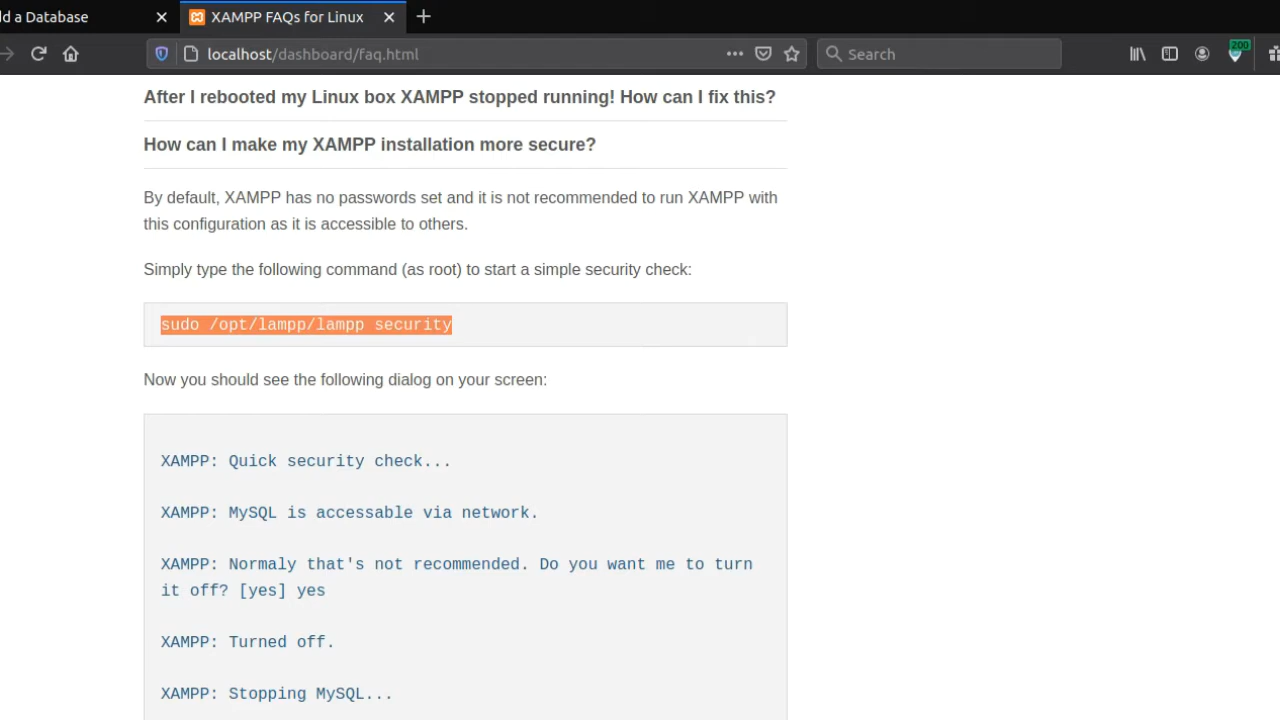 d a Database
XAMPP FAQs for Linux
localhost/dashboard/faq.html
Search
200
After I rebooted my Linux box XAMPP stopped running! How can I fix this?
How can I make my XAMPP installation more secure?
By default, XAMPP has no passwords set and it is not recommended to run XAMPP with
this configuration as it is accessible to others.
Simply type the following command (as root) to start a simple security check:
sudo /opt/lampp/lampp security
Now you should see the following dialog on your screen:
XAMPP: Quick security check...
XAMPP: MySQL is accessable via network.
XAMPP: Normaly that's not recommended. Do you want me to turn
it off? [yes] yes
XAMPP: Turned off.
XAMPP: Stopping MySQL...